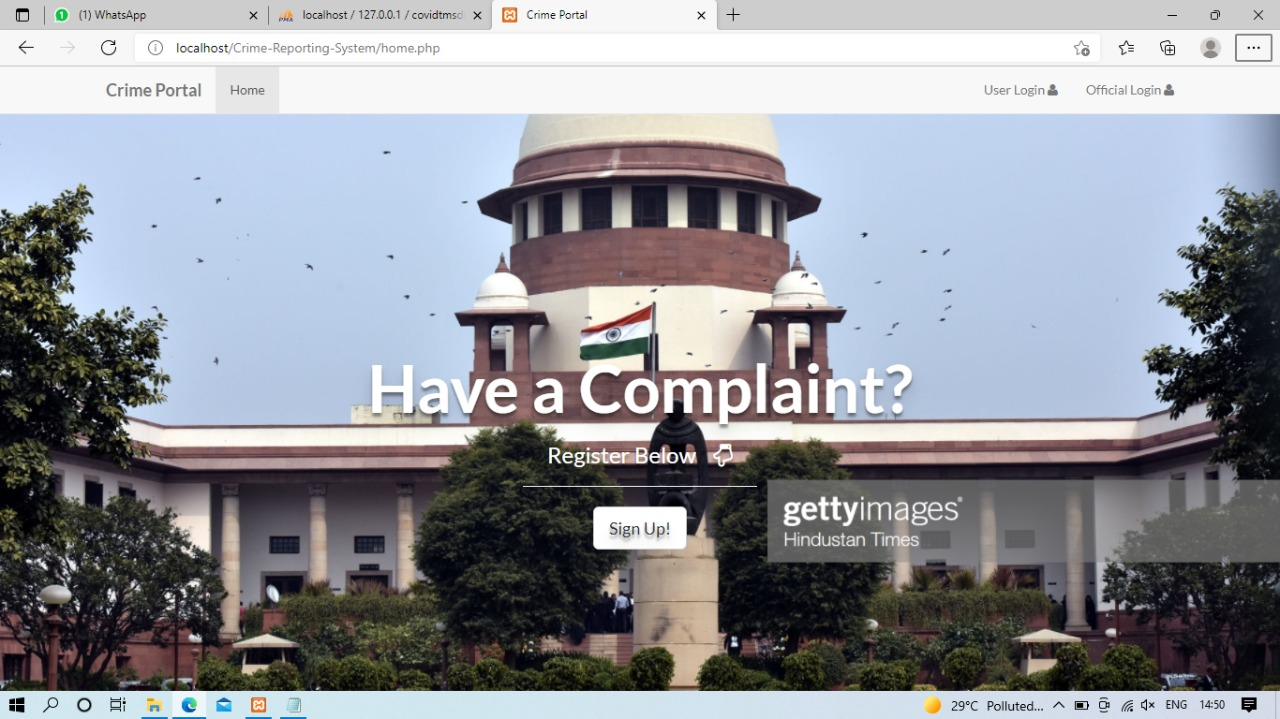 (1) WhatsApp
localhost / 127.0.0.1 / covidtmsd
Crime Portal
localhost/Crime-Reporting-System/home.php
Crime Portal
Home
User Login
Official Login
Have a Complaint?
Register Below
Sign Up!
gettyimages®
Hindustan Times
29°C Polluted... ENG 14:50